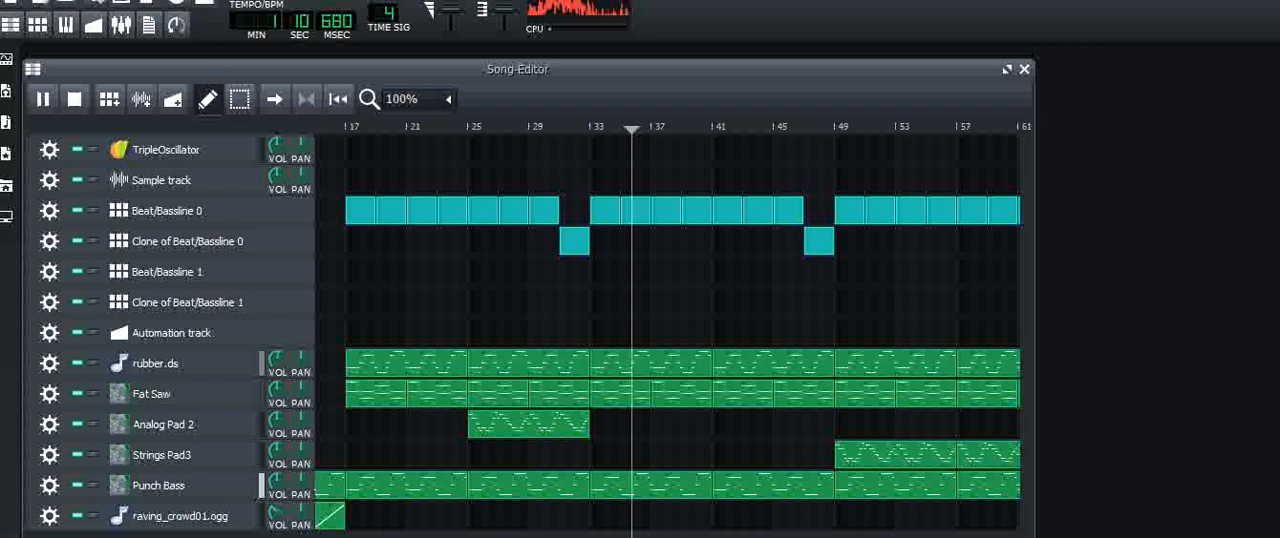 TEMPO/BPM
1 10 680
MIN SEC MSEC
4
TIME SIG
CPU
Song-Editor
100%
17 21 25 29 33 37 41 45 49 53 57 61
TripleOscillator VOL PAN
Sample track VOL PAN
Beat/Bassline 0
Clone of Beat/Bassline 0
Beat/Bassline 1
Clone of Beat/Bassline 1
Automation track
rubber.ds VOL PAN
Fat Saw VOL PAN
Analog Pad 2 VOL PAN
Strings Pad3 VOL PAN
Punch Bass VOL PAN
raving_crowd01.ogg VOL PAN